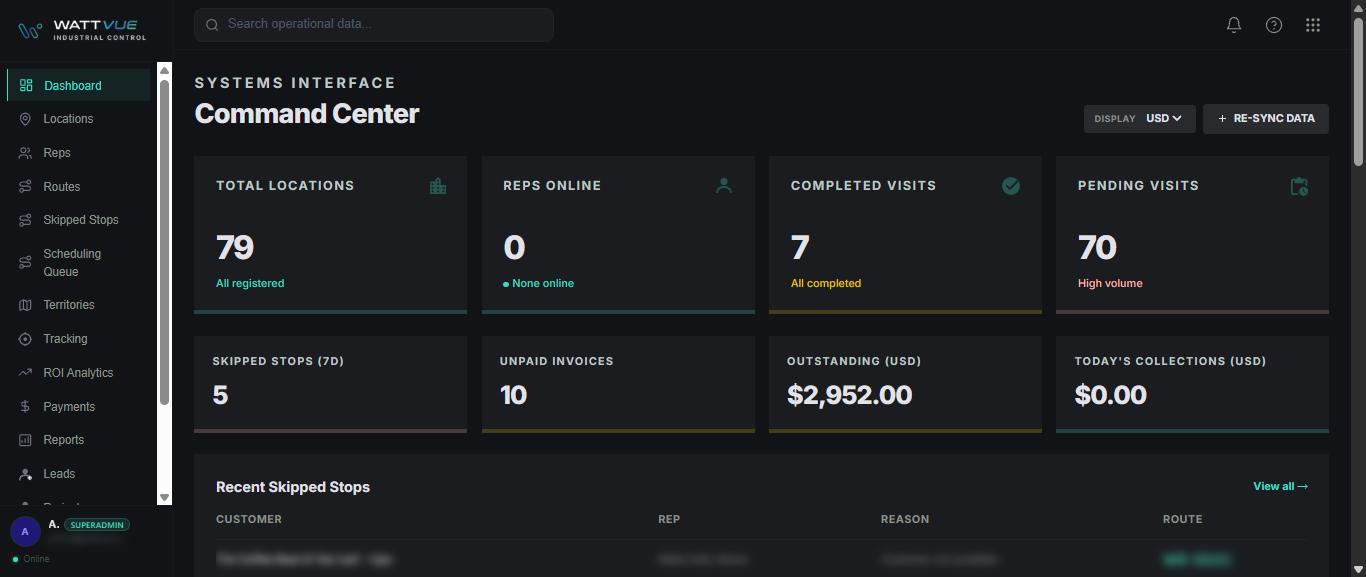 WATTVUE
INDUSTRIAL CONTROL
Search operational data...
Dashboard
Locations
Reps
Routes
Skipped Stops
Scheduling
Queue
Territories
Tracking
ROI Analytics
Payments
Reports
Leads
A
A. SUPERADMIN
Online
SYSTEMS INTERFACE
Command Center
DISPLAY USD
+ RE-SYNC DATA
TOTAL LOCATIONS
79
All registered
REPS ONLINE
0
None online
COMPLETED VISITS
7
All completed
PENDING VISITS
70
High volume
SKIPPED STOPS (7D)
5
UNPAID INVOICES
10
OUTSTANDING (USD)
$2,952.00
TODAY'S COLLECTIONS (USD)
$0.00
Recent Skipped Stops
View all →
CUSTOMER REP REASON ROUTE